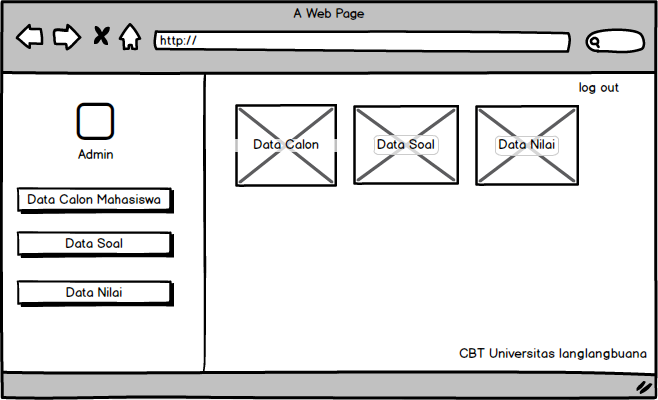 A Web Page
http://
log out
Admin
Data Calon Mahasiswa
Data Soal
Data Nilai
Data Calon
Data Soal
Data Nilai
CBT Universitas langlangbuana